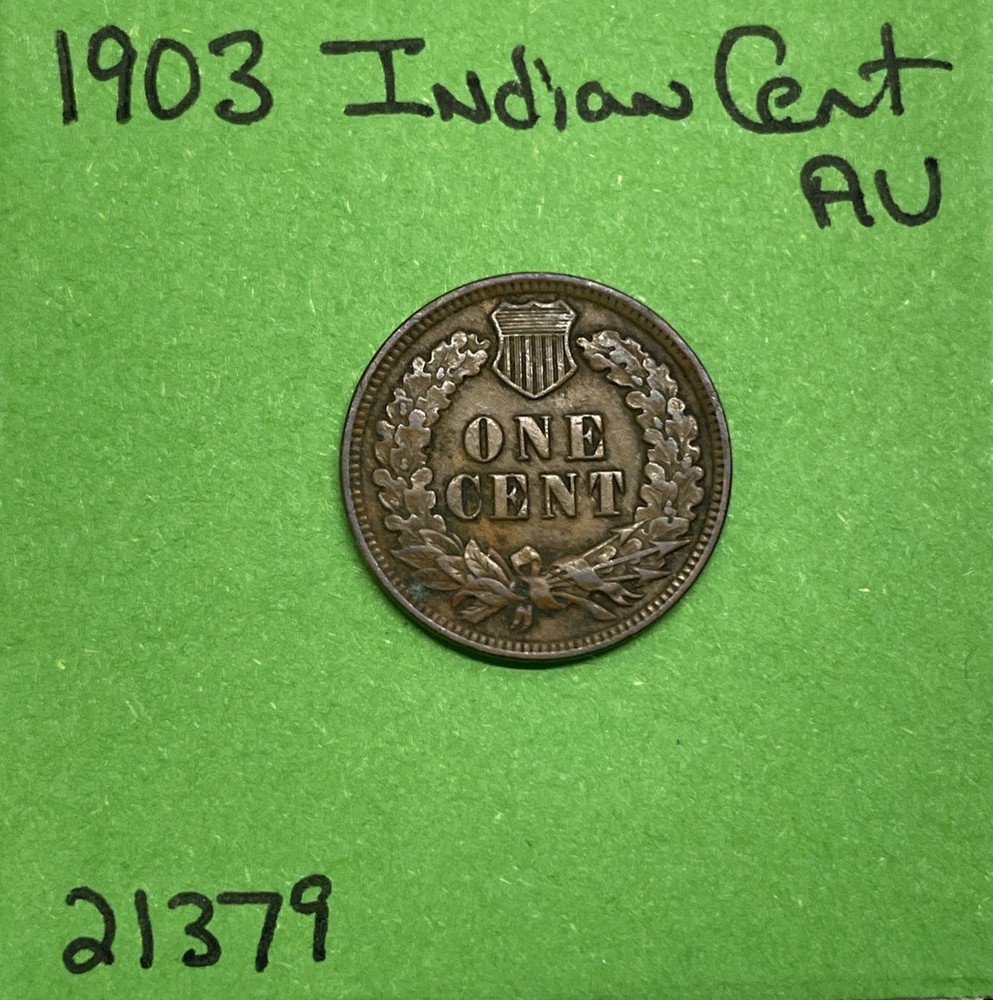 1903 Indian Cent
AU
ONE
CENT
21379